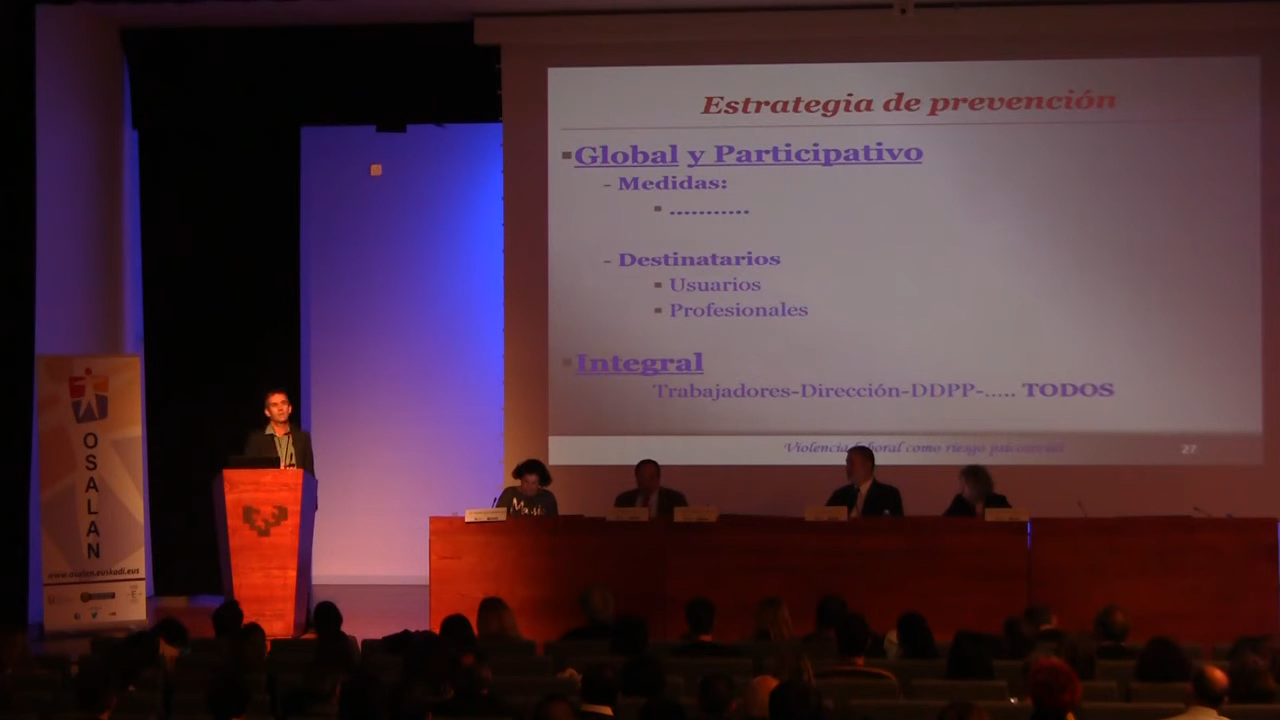 Estrategia de prevención
Global y Participativo
- Medidas:
...........
- Destinatarios
Usuarios
Profesionales
Integral
Trabajadores-Dirección-DDPP-..... TODOS
Violencia laboral como riesgo psicosocial
27
OSALAN
www.osalan.euskadi.eus